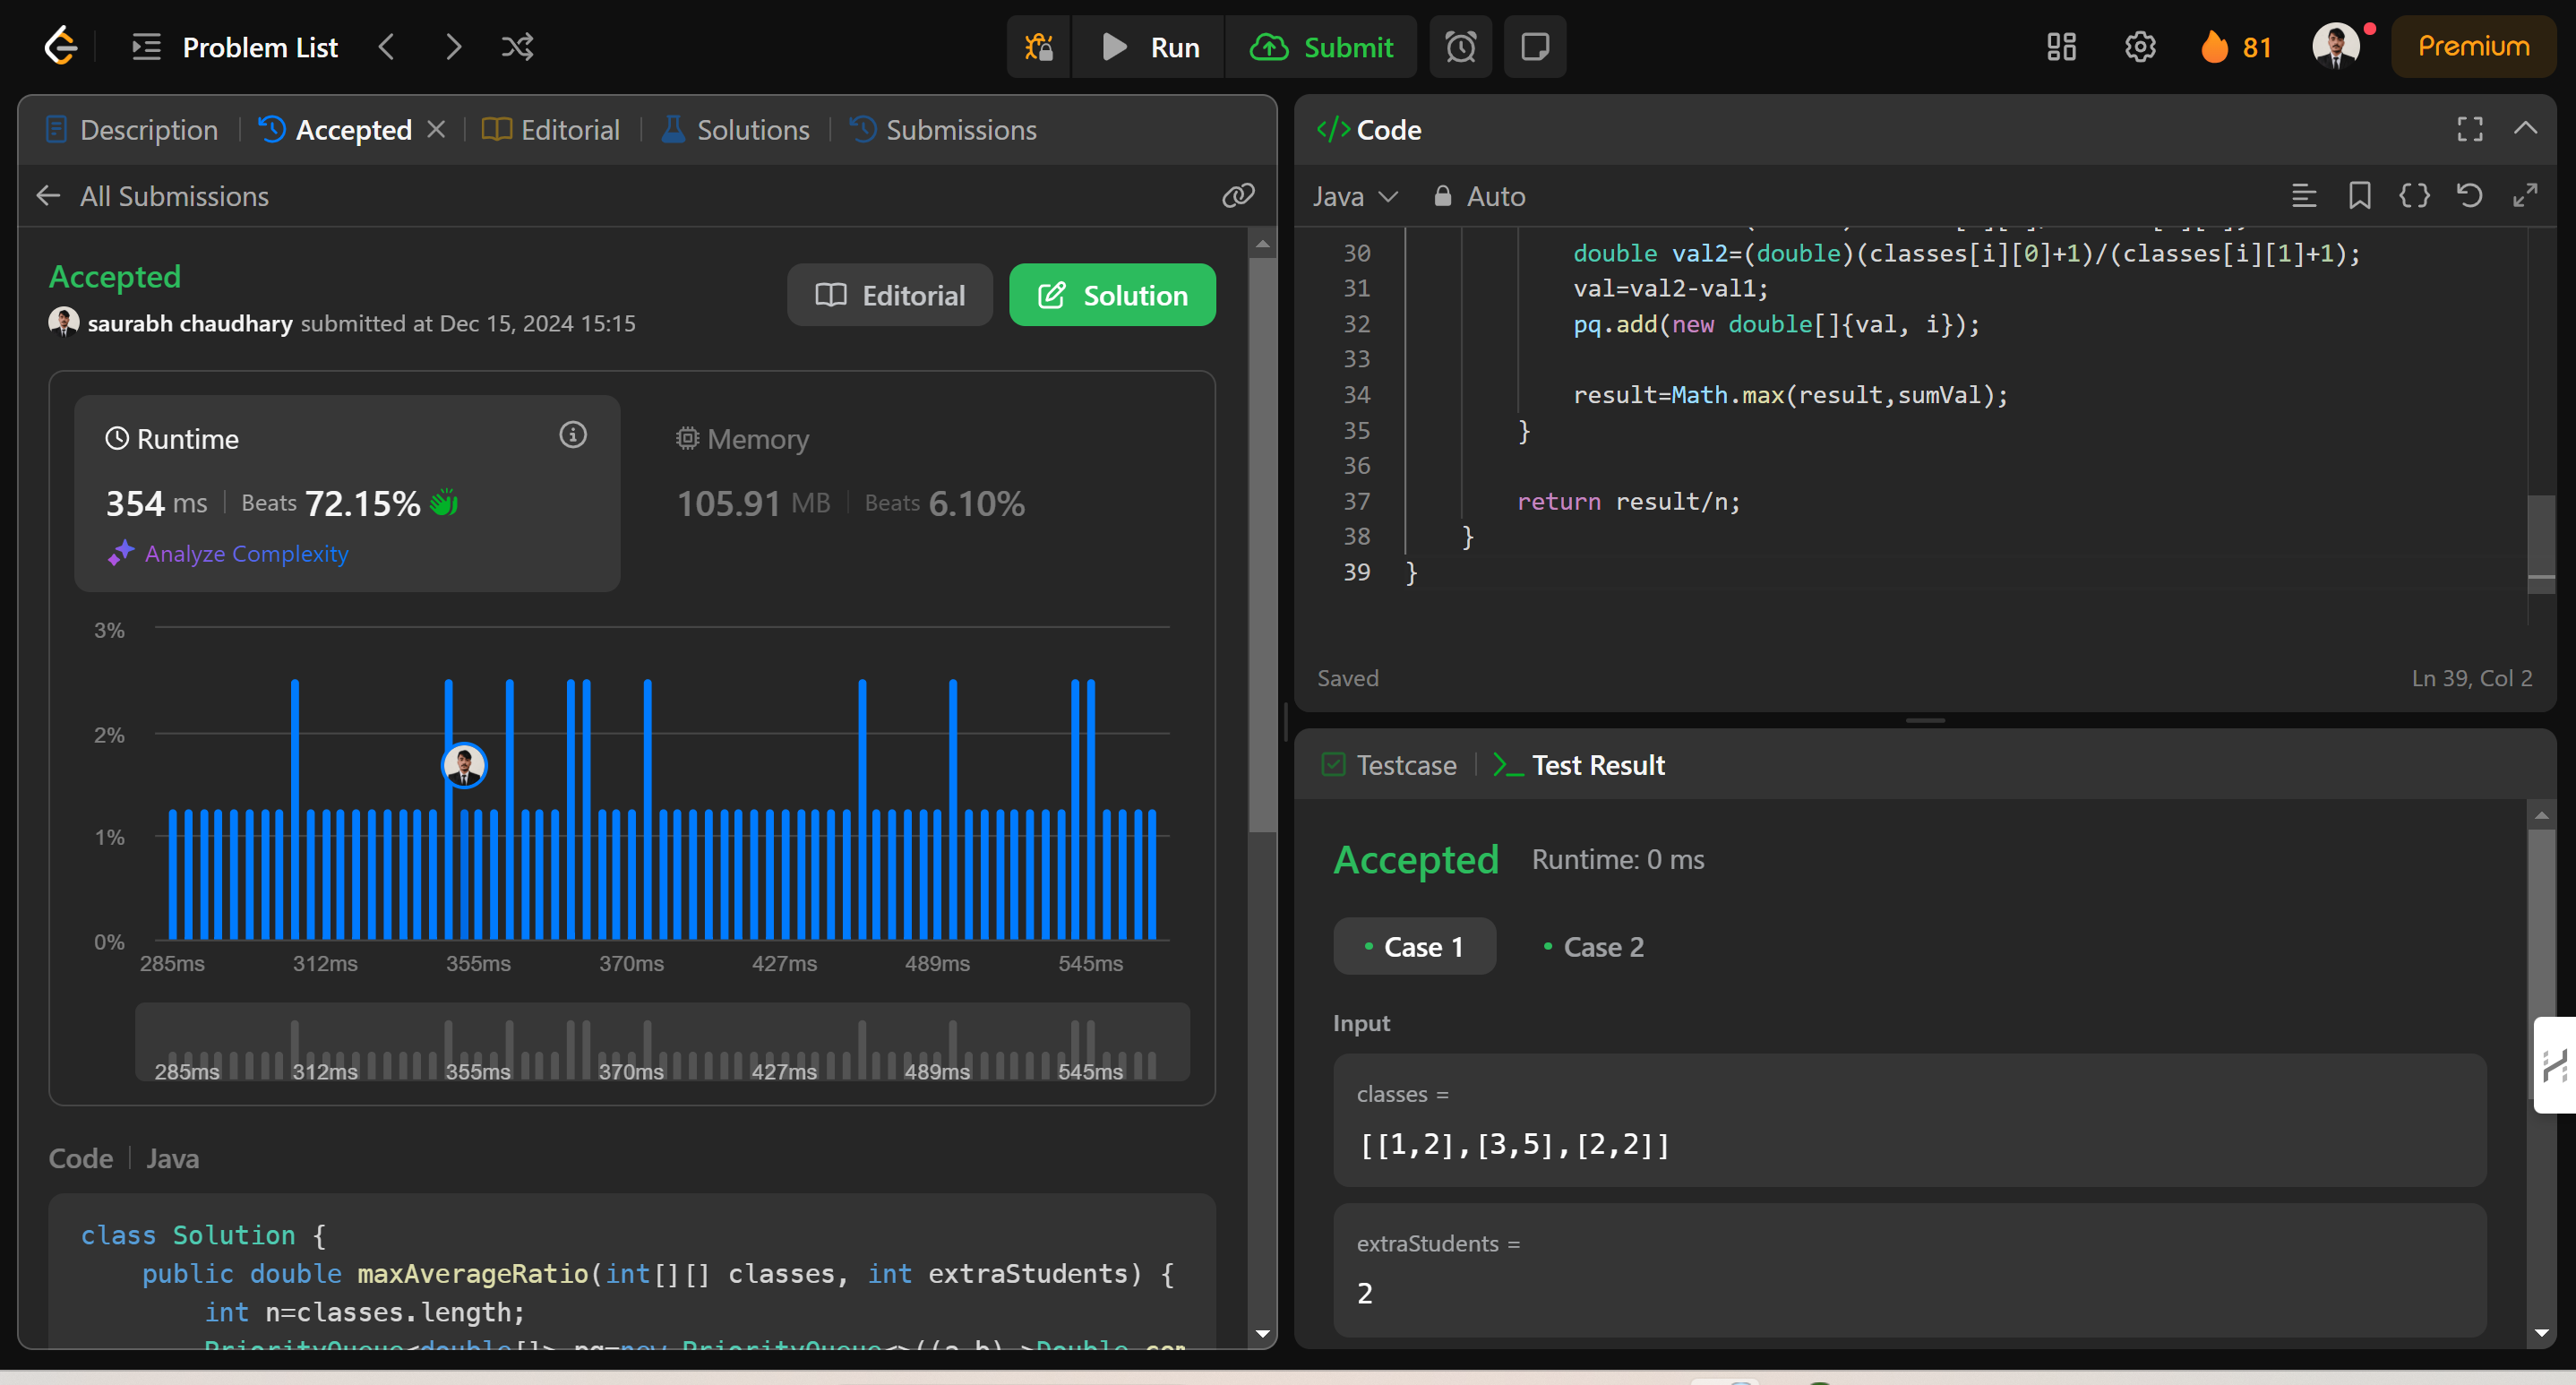 Problem List
Run
Submit
81
Premium
Description
Accepted
Editorial
Solutions
Submissions
All Submissions
Accepted
saurabh chaudhary submitted at Dec 15, 2024 15:15
Editorial
Solution
Runtime
354 ms
Beats 72.15%
Analyze Complexity
Memory
105.91 MB
Beats 6.10%
3%
2%
1%
0%
285ms 312ms 355ms 370ms 427ms 489ms 545ms
285ms 312ms 355ms 370ms 427ms 489ms 545ms
Code
Java
class Solution {
public double maxAverageRatio(int[][] classes, int extraStudents) {
int n=classes.length;
PriorityQueue<double[]> pq=new PriorityQueue<>((a,b)->Double.com
</> Code
Java
Auto
30 double val2=(double)(classes[i][0]+1)/(classes[i][1]+1);
31 val=val2-val1;
32 pq.add(new double[]{val, i});
33
34 result=Math.max(result,sumVal);
35 }
36
37 return result/n;
38 }
39 }
Saved
Ln 39, Col 2
Testcase
Test Result
Accepted
Runtime: 0 ms
Case 1
Case 2
Input
classes =
[[1,2],[3,5],[2,2]]
extraStudents =
2